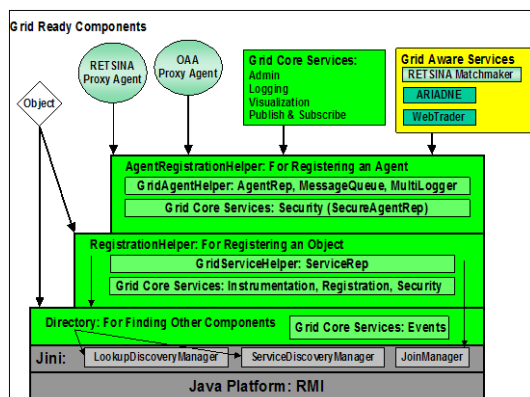 Grid Ready Components
RETSINA
Proxy Agent
OAA
Proxy Agent
Grid Core Services:
Admin
Logging
Visualization
Publish & Subscribe
Grid Aware Services
RETSINA Matchmaker
ARIADNE
WebTrader
Object
AgentRegistrationHelper: For Registering an Agent
GridAgentHelper: AgentRep, MessageQueue, MultiLogger
Grid Core Services: Security (SecureAgentRep)
RegistrationHelper: For Registering an Object
GridServiceHelper: ServiceRep
Grid Core Services: Instrumentation, Registration, Security
Directory: For Finding Other Components
Grid Core Services: Events
Jini:
LookupDiscoveryManager
ServiceDiscoveryManager
JoinManager
Java Platform: RMI